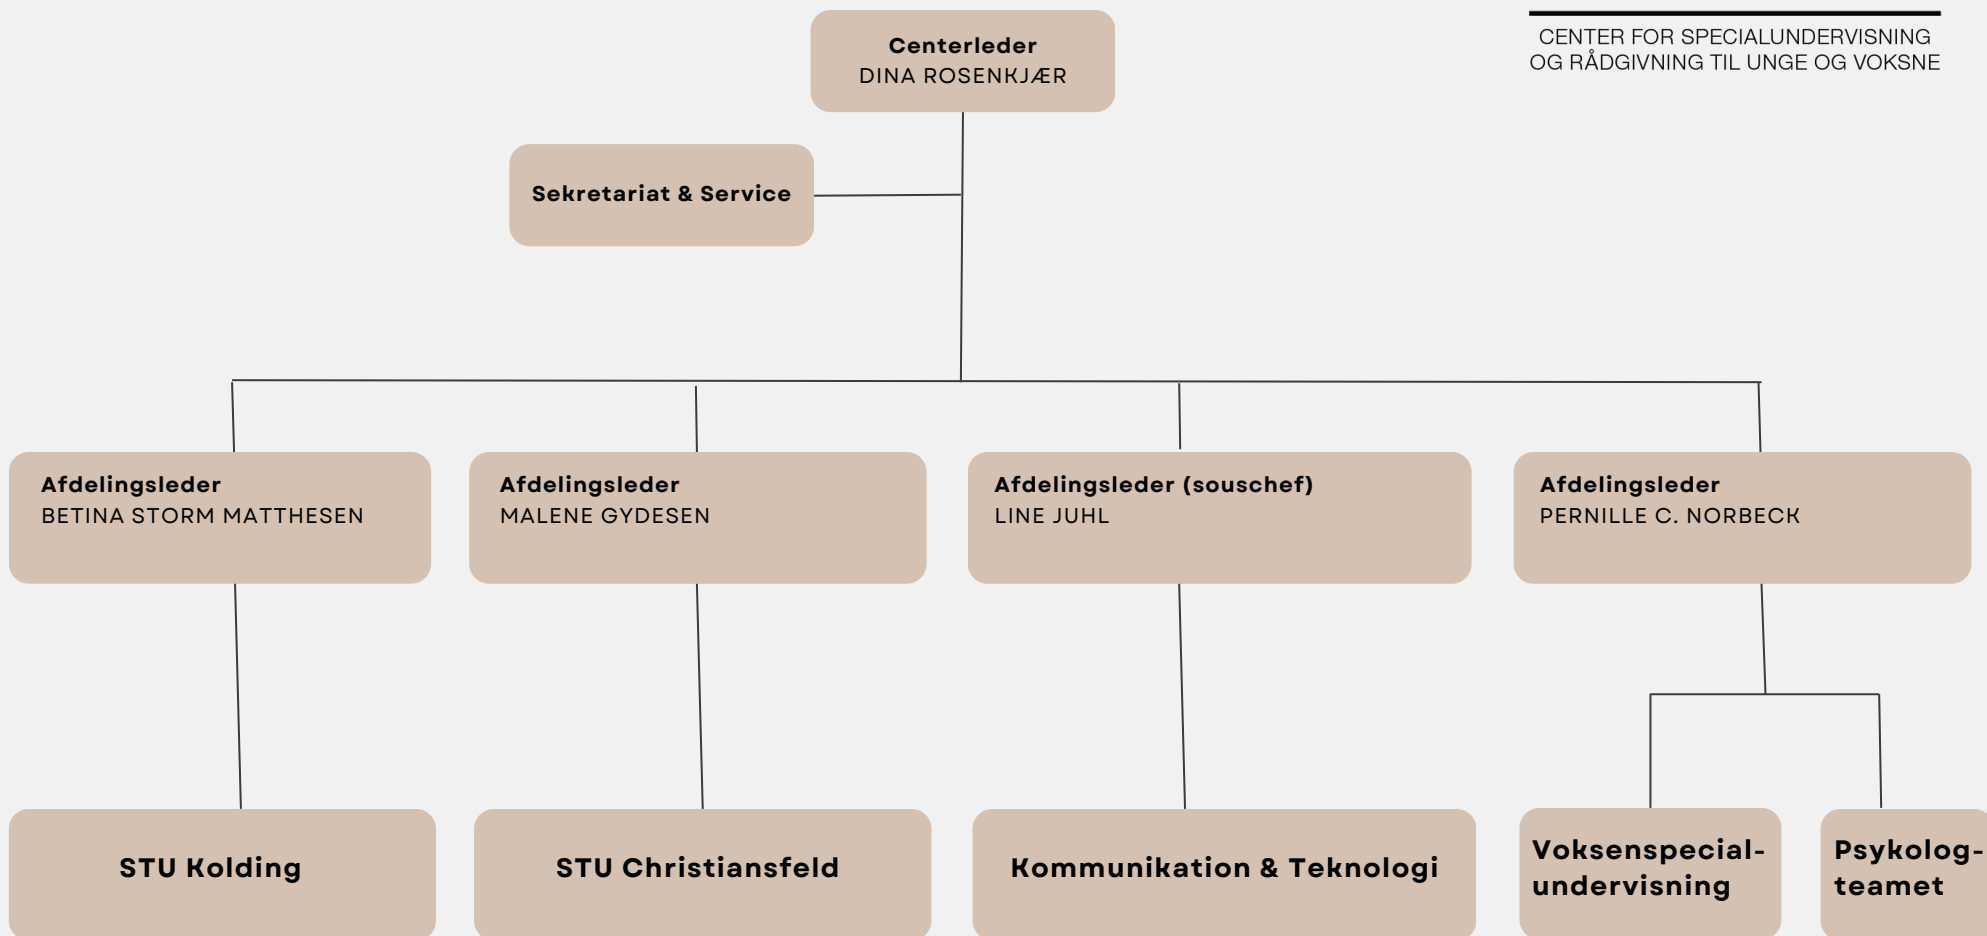 Centerleder
DINA ROSENKJÆR
CENTER FOR SPECIALUNDERVISNING
OG RÅDGIVNING TIL UNGE OG VOKSNE
Sekretariat & Service
Afdelingsleder
BETINA STORM MATTHESEN
Afdelingsleder
MALENE GYDESEN
Afdelingsleder (souschef)
LINE JUHL
Afdelingsleder
PERNILLE C. NORBECK
STU Kolding
STU Christiansfeld
Kommunikation & Teknologi
Voksenspecial-
undervisning
Psykolog-
teamet